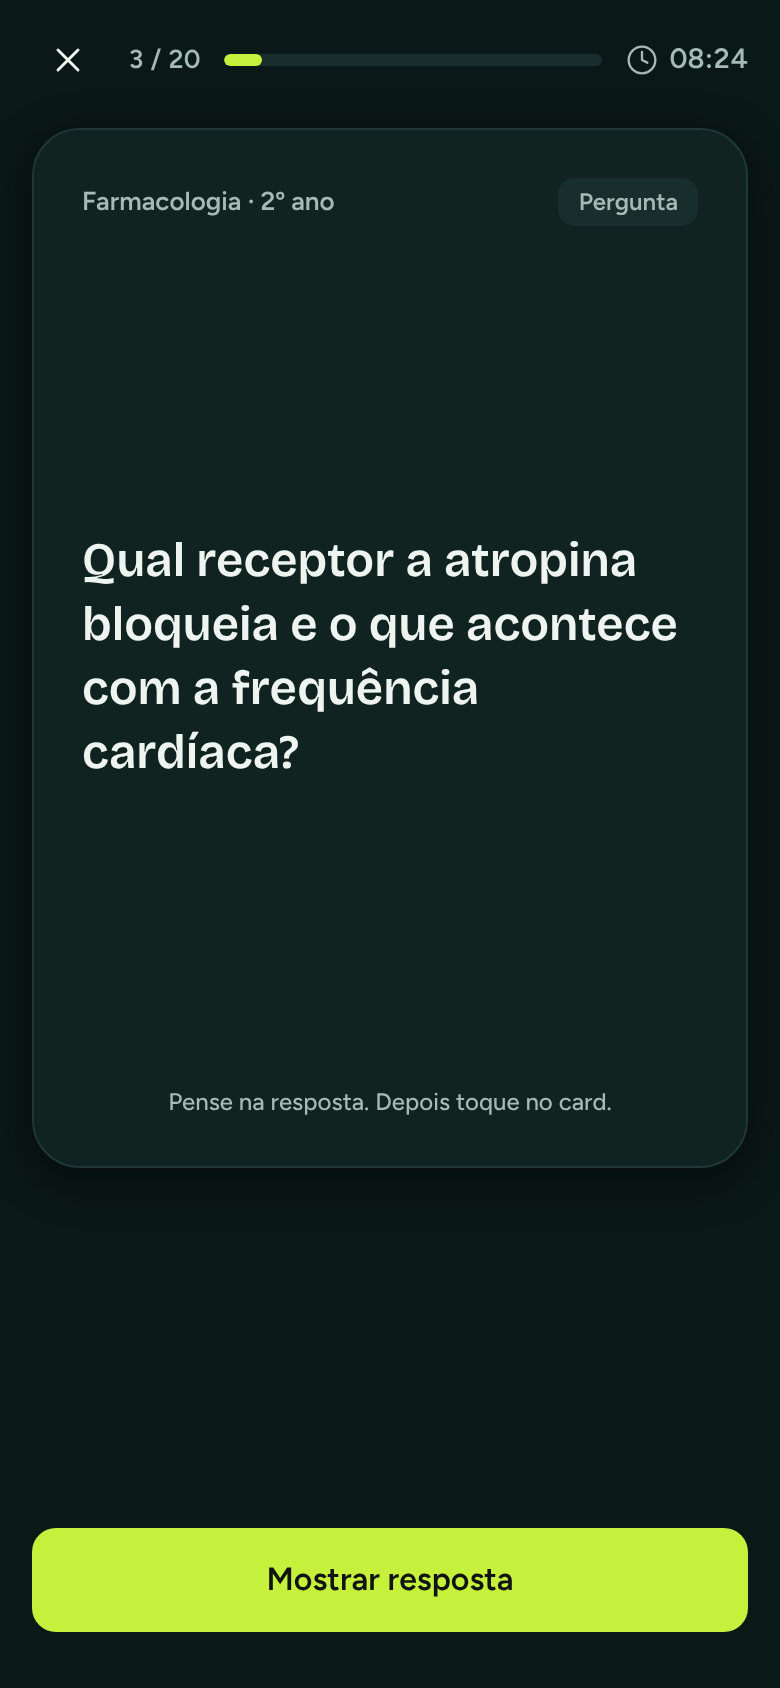 3 / 20
08:24
Farmacologia · 2º ano
Pergunta
Qual receptor a atropina
bloqueia e o que acontece
com a frequência
cardíaca?
Pense na resposta. Depois toque no card.
Mostrar resposta